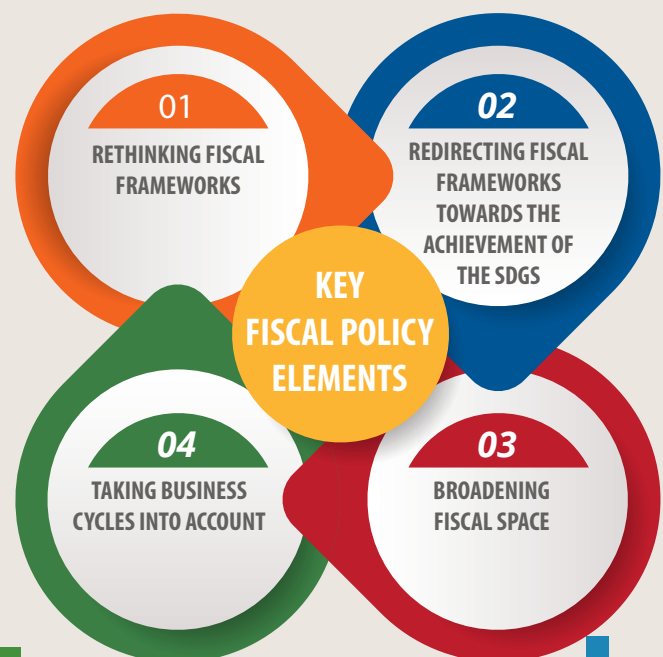 01
RETHINKING FISCAL
FRAMEWORKS
02
REDIRECTING FISCAL
FRAMEWORKS
TOWARDS THE
ACHIEVEMENT OF
THE SDGS
KEY
FISCAL POLICY
ELEMENTS
03
BROADENING
FISCAL SPACE
04
TAKING BUSINESS
CYCLES INTO ACCOUNT